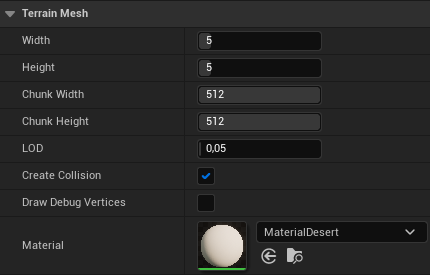 Terrain Mesh
Width 5
Height 5
Chunk Width 512
Chunk Height 512
LOD 0,05
Create Collision
Draw Debug Vertices
Material MaterialDesert